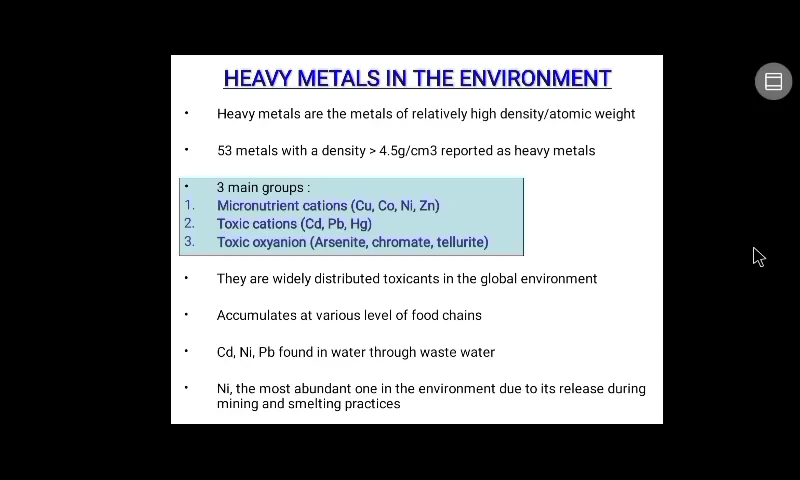 HEAVY METALS IN THE ENVIRONMENT
• Heavy metals are the metals of relatively high density/atomic weight
• 53 metals with a density > 4.5g/cm3 reported as heavy metals
• 3 main groups :
1. Micronutrient cations (Cu, Co, Ni, Zn)
2. Toxic cations (Cd, Pb, Hg)
3. Toxic oxyanion (Arsenite, chromate, tellurite)
• They are widely distributed toxicants in the global environment
• Accumulates at various level of food chains
• Cd, Ni, Pb found in water through waste water
• Ni, the most abundant one in the environment due to its release during
mining and smelting practices